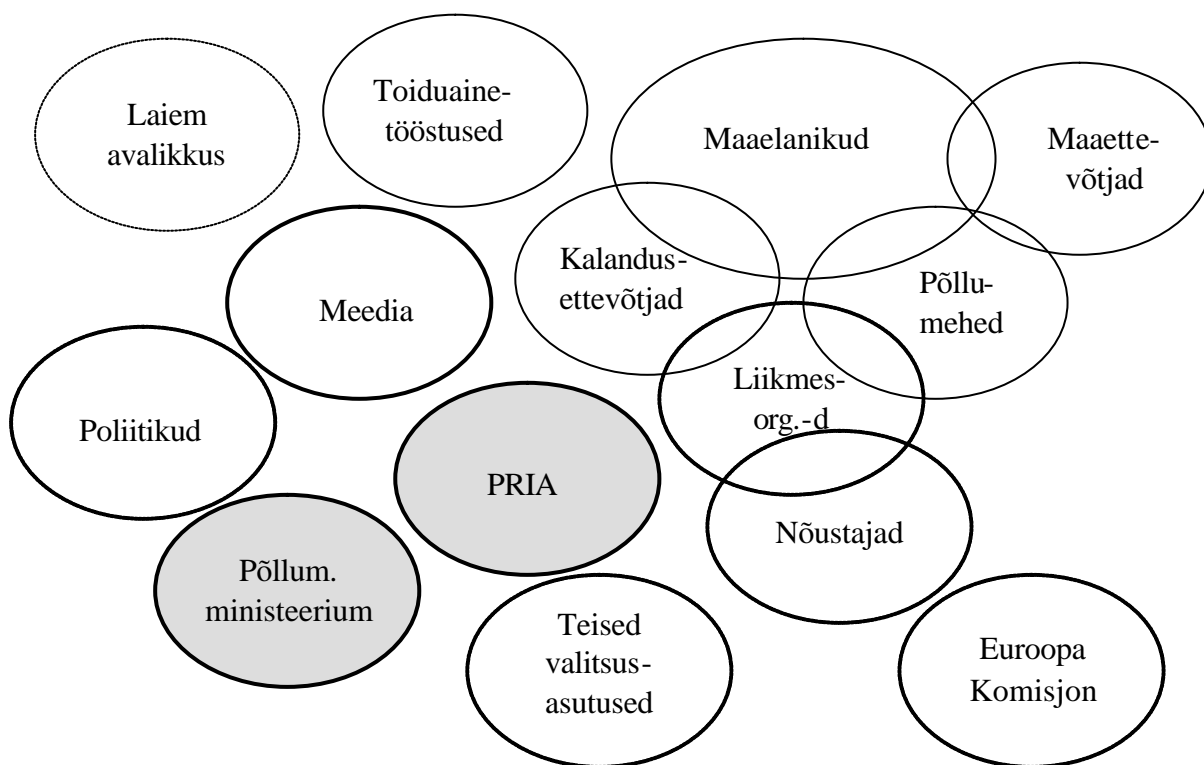 Laiem
avalikkus
Toiduaine-
tööstused
Maaelanikud
Maaette-
võtjad
Kalandus-
ettevõtjad
Põllu-
mehed
Meedia
Liikmes-
org.-d
Poliitikud
PRIA
Nõustajad
Põllum.
ministeerium
Teised
valitsus-
asutused
Euroopa
Komisjon